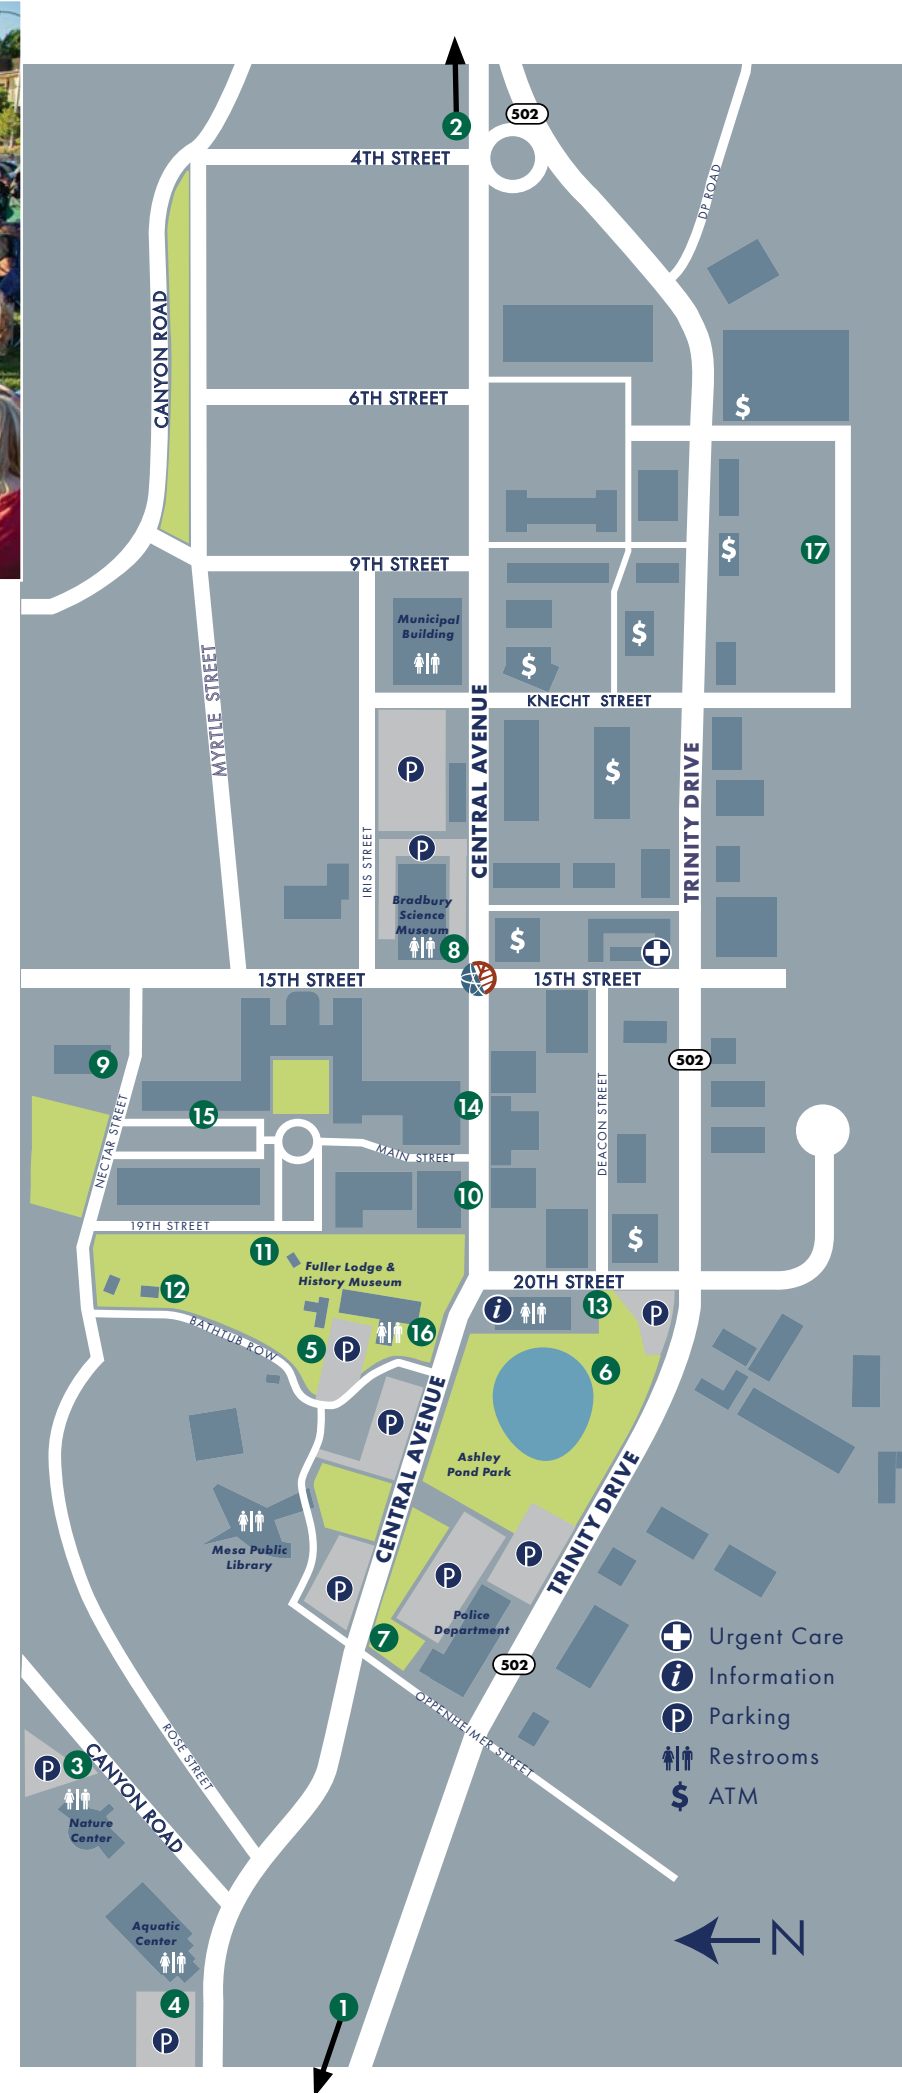 502
2
4TH STREET
DP ROAD
CANYON ROAD
6TH STREET
$
9TH STREET
$
17
Municipal
Building
$
$
MYRTLE STREET
KNECHT STREET
CENTRAL AVENUE
P
$
TRINITY DRIVE
P
IRIS STREET
Bradbury
Science
Museum
8
$
15TH STREET
15TH STREET
502
9
NECTAR STREET
15
14
DEACON STREET
MAIN STREET
10
19TH STREET
11
$
Fuller Lodge &
History Museum
12
20TH STREET
i
13
P
BATHTUB ROW
5
P
16
6
P
CENTRAL AVENUE
Ashley
Pond Park
TRINITY DRIVE
Mesa Public
Library
P
P
P
Police
Department
7
502
OPPENHEIMER STREET
Urgent Care
i Information
P Parking
Restrooms
$ ATM
ROSE STREET
CANYON ROAD
P
3
Nature
Center
Aquatic
Center
N
4
P
1